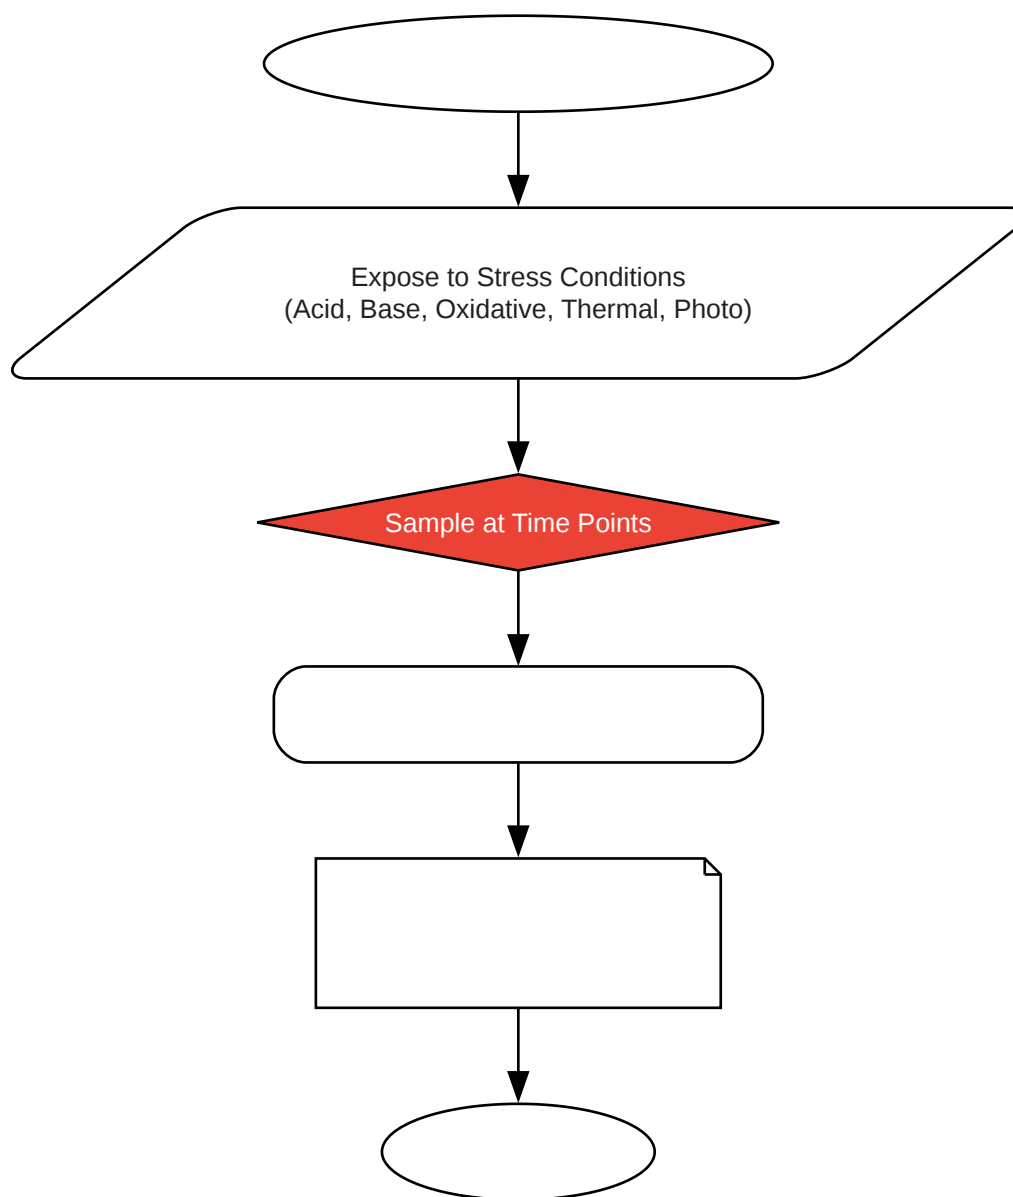 Expose to Stress Conditions
(Acid, Base, Oxidative, Thermal, Photo)
Sample at Time Points